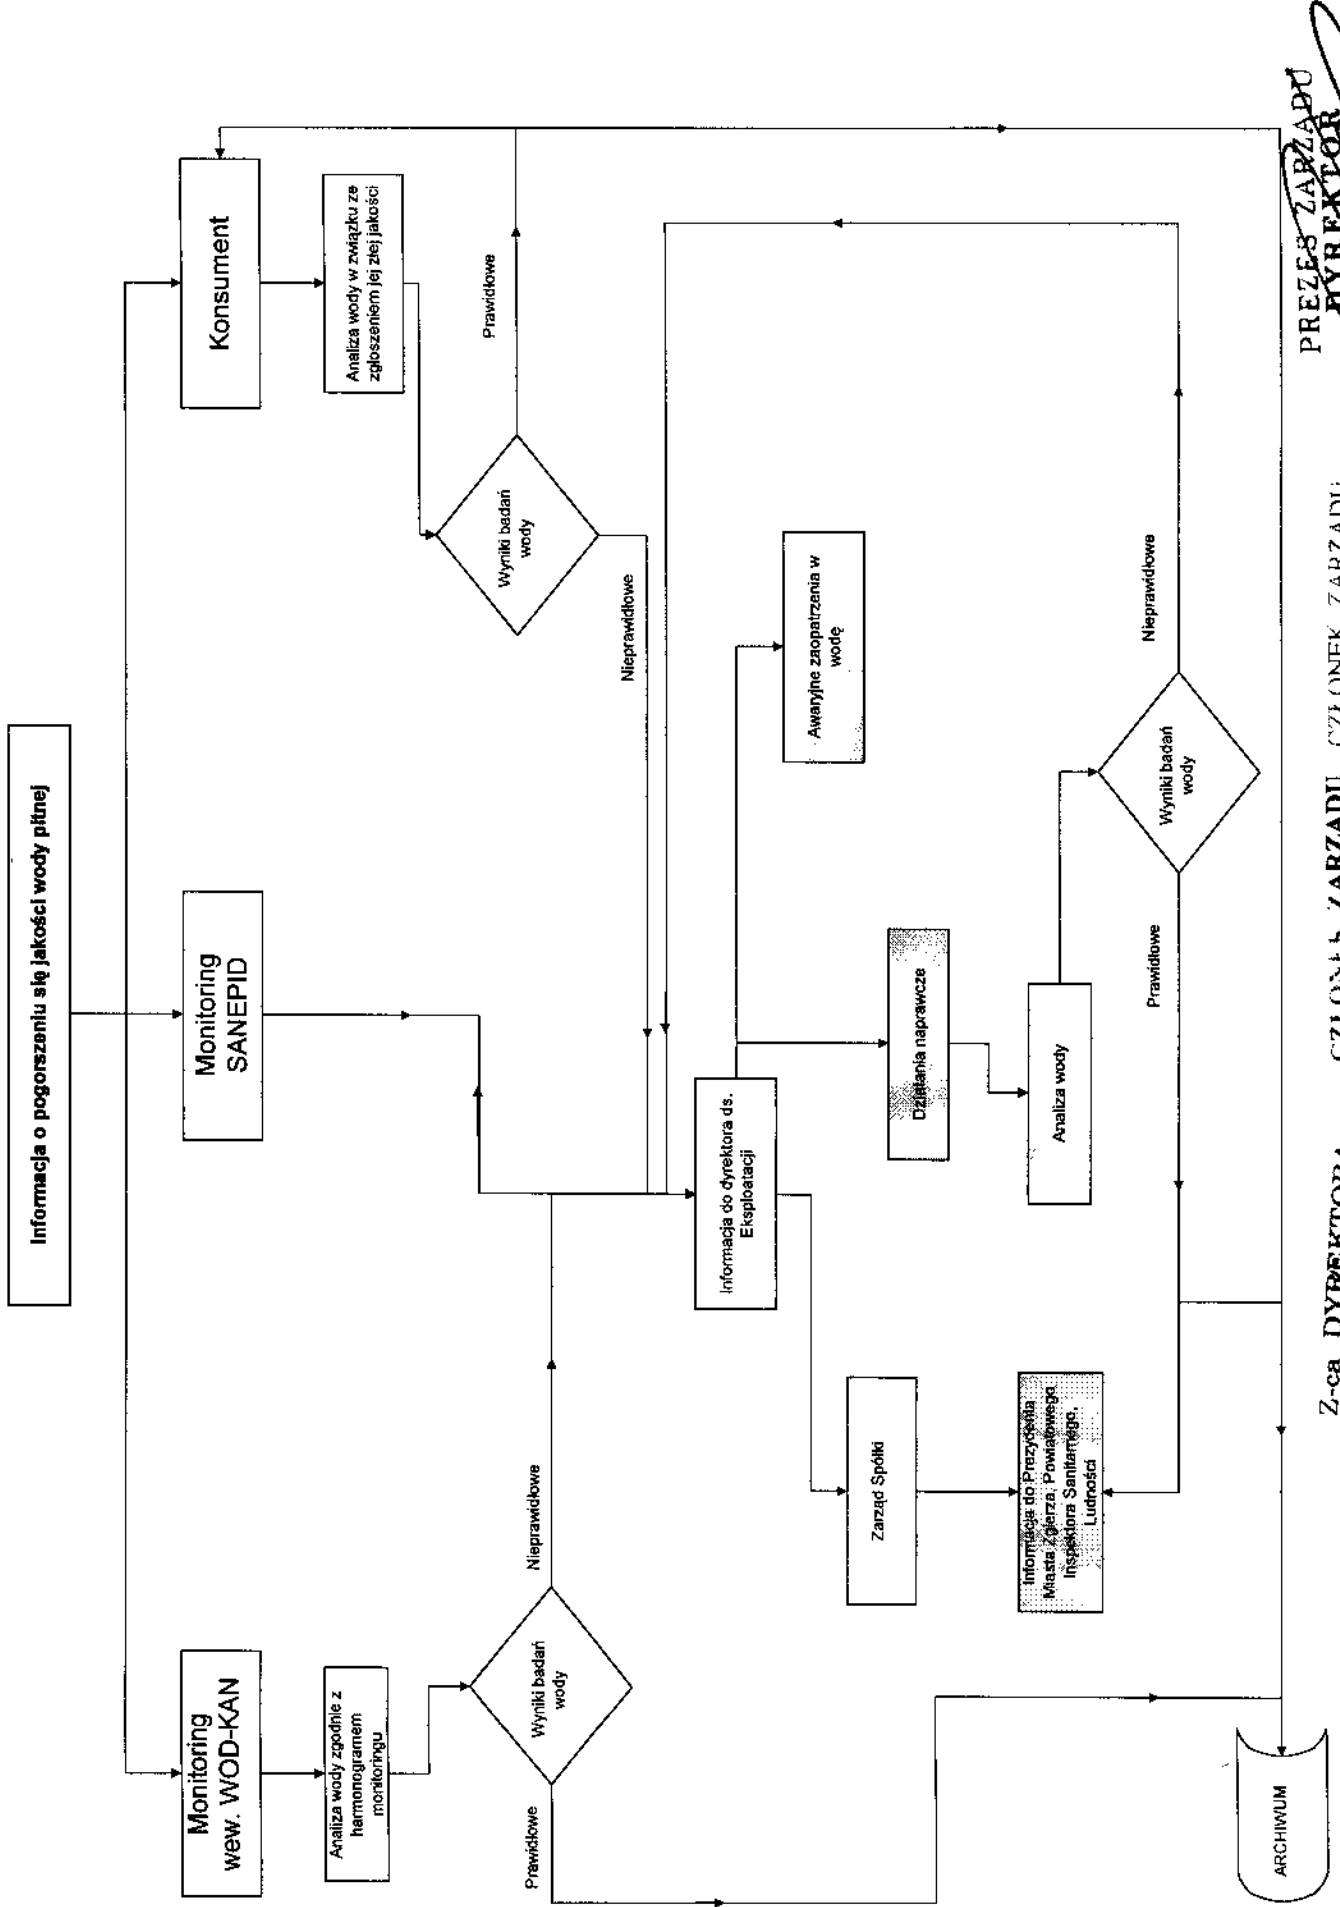 Informacja o pogorszeniu się jakości wody pitnej
Monitoring
wew. WOD-KAN
Monitoring
SANEPID
Konsument
Analiza wody zgodnie z
harmonogramem
monitoringu
Analiza wody w związku ze
zgłoszeniem jej złej jakości
Wyniki badań
wody
Prawidłowe
Nieprawidłowe
Wyniki badań
wody
Nieprawidłowe
Prawidłowe
Informacja do dyrektora ds.
Eksploatacji
Awaryjne zaopatrzenia w
wodę
Zarząd Spółki
Działania naprawcze
Informacja do Prezydenta
Miasta Zgierza, Powiatowego
Inspektora Sanitarnego,
Ludności
Analiza wody
Prawidłowe
Wyniki badań
wody
Nieprawidłowe
ARCHIWUM
PREZES ZARZĄDU
DYREKTOR
Z-ca DYREKTORA
CZŁONEK ZARZĄDU
CZŁONEK ZARZĄDU